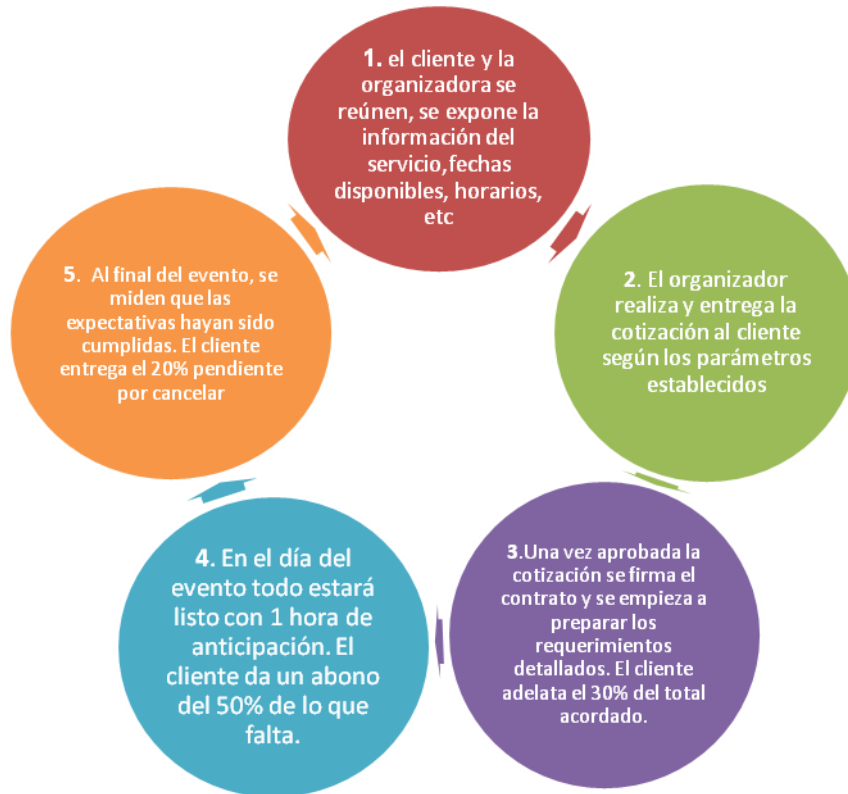 1. el cliente y la
organizadora se
reúnen, se expone la
información del
servicio,fechas
disponibles, horarios,
etc
2. El organizador
realiza y entrega la
cotización al cliente
según los parámetros
establecidos
3.Una vez aprobada la
cotización se firma el
contrato y se empieza a
preparar los
requerimientos
detallados. El cliente
adelata el 30% del total
acordado.
4. En el día del
evento todo estará
listo con 1 hora de
anticipación. El
cliente da un abono
del 50% de lo que
falta.
5. Al final del evento, se
miden que las
expectativas hayan sido
cumplidas. El cliente
entrega el 20% pendiente
por cancelar